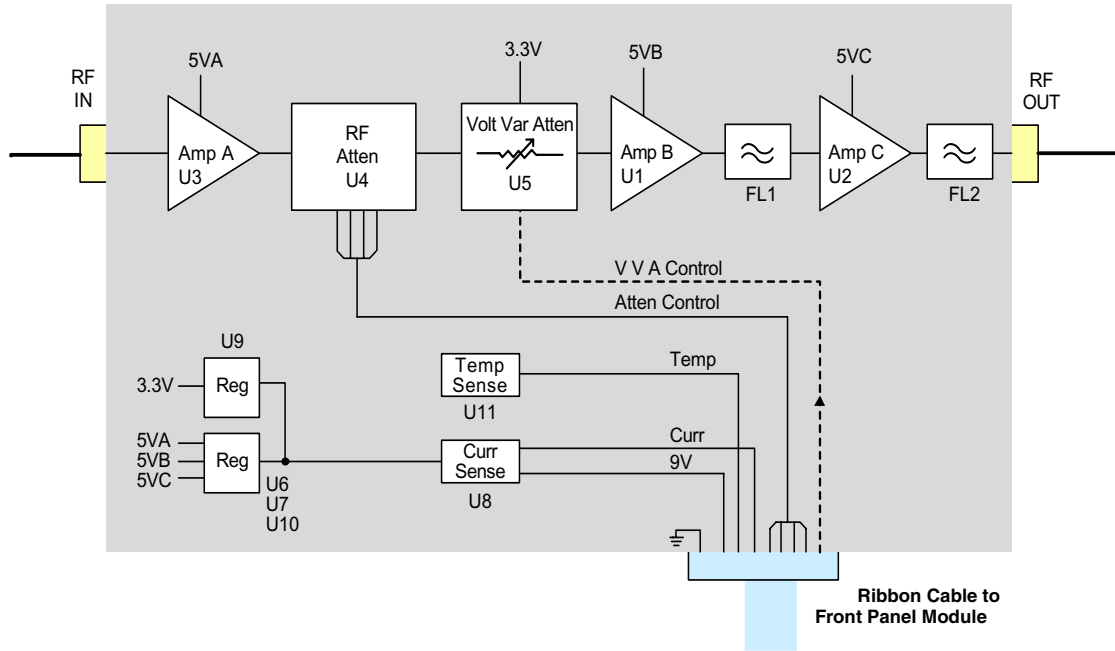 5VA
3.3V
5VB
5VC
RF
IN
RF
OUT
Amp A
U3
RF
Atten
U4
Volt Var Atten
U5
Amp B
U1
FL1
Amp C
U2
FL2
V V A Control
Atten Control
U9
3.3V
Reg
Temp
Sense
U11
Temp
5VA
5VB
5VC
Reg
U6
U7
U10
Curr
Sense
U8
Curr
9V
Ribbon Cable to
Front Panel Module